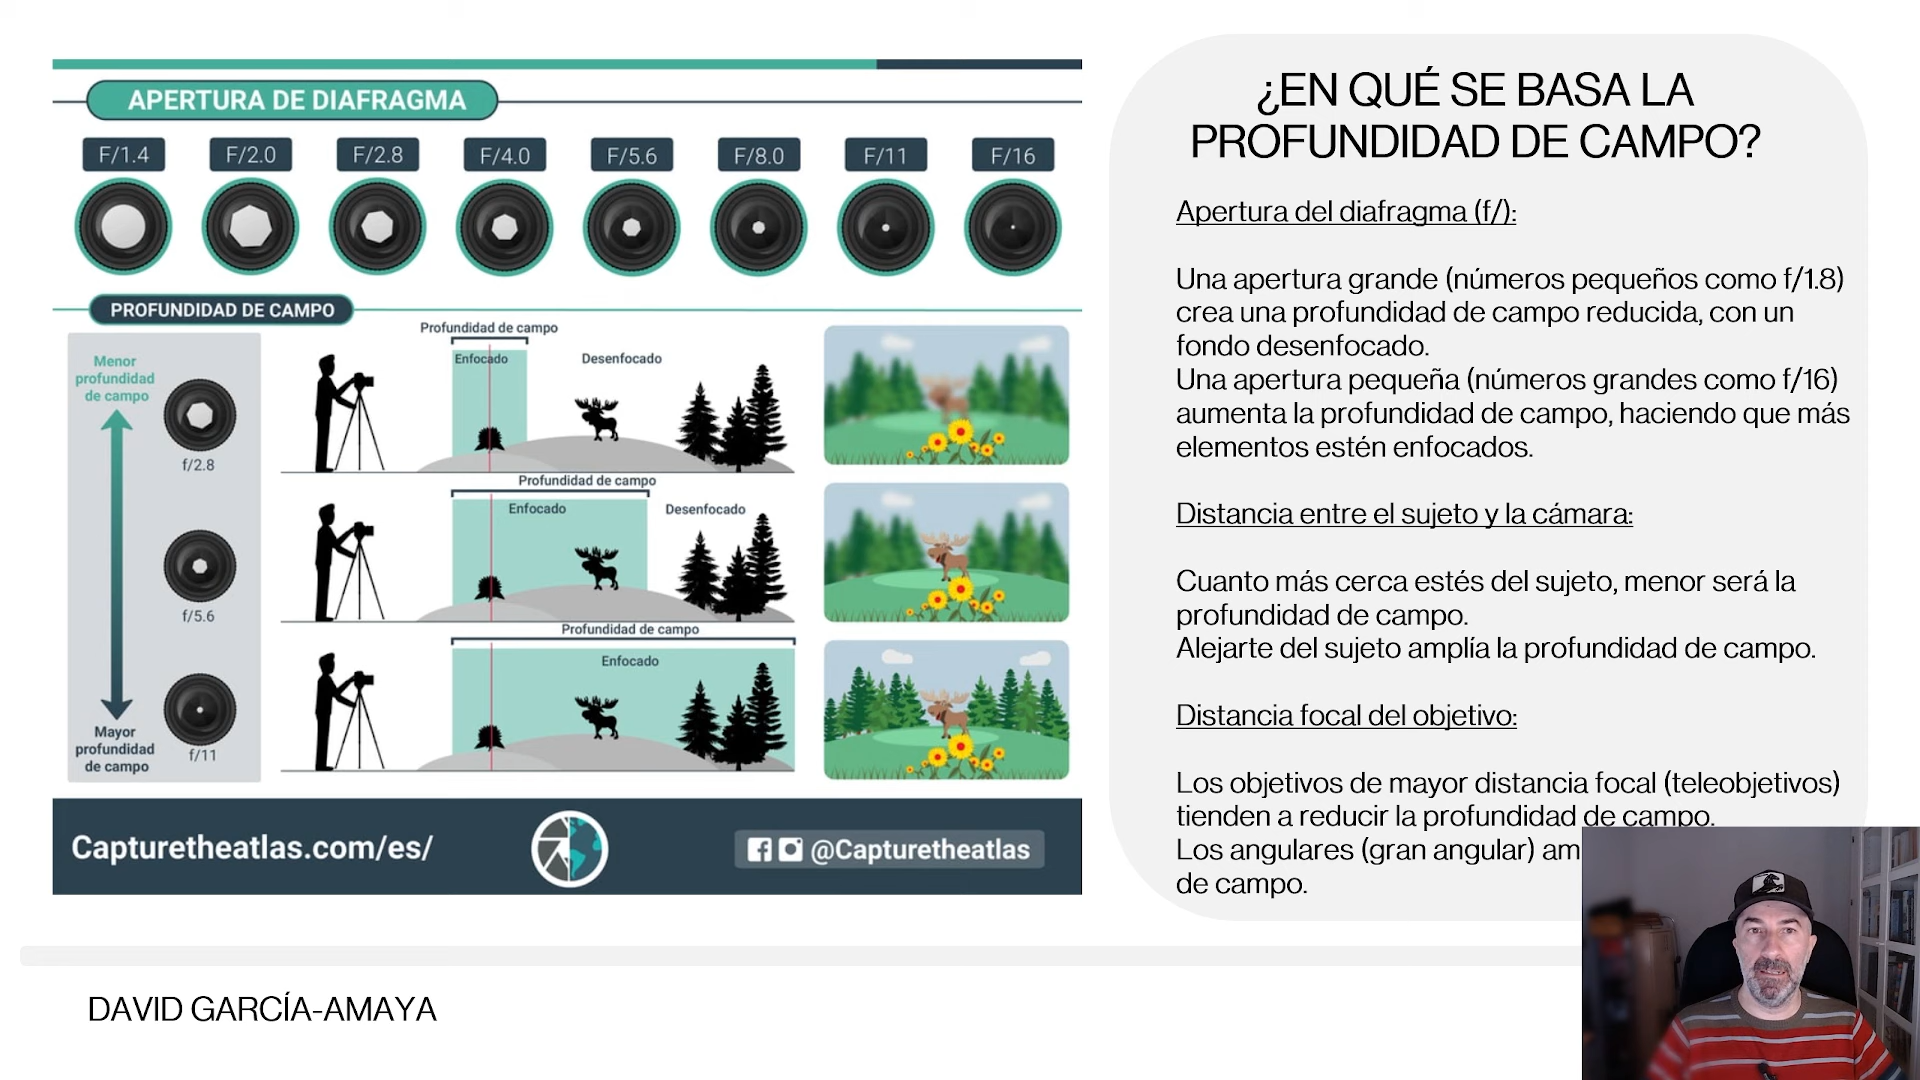 APERTURA DE DIAFRAGMA
F/1.4
F/2.0
F/2.8
F/4.0
F/5.6
F/8.0
F/11
F/16
PROFUNDIDAD DE CAMPO
Menor
profundidad
de campo
f/2.8
f/5.6
f/11
Mayor
profundidad
de campo
Profundidad de campo
Enfocado
Desenfocado
Profundidad de campo
Enfocado
Desenfocado
Profundidad de campo
Enfocado
Capturetheatlas.com/es/
@Capturetheatlas
¿EN QUÉ SE BASA LA
PROFUNDIDAD DE CAMPO?
Apertura del diafragma (f/):
Una apertura grande (números pequeños como f/1.8)
crea una profundidad de campo reducida, con un
fondo desenfocado.
Una apertura pequeña (números grandes como f/16)
aumenta la profundidad de campo, haciendo que más
elementos estén enfocados.
Distancia entre el sujeto y la cámara:
Cuanto más cerca estés del sujeto, menor será la
profundidad de campo.
Alejarte del sujeto amplía la profundidad de campo.
Distancia focal del objetivo:
Los objetivos de mayor distancia focal (teleobjetivos)
tienden a reducir la profundidad de campo.
Los angulares (gran angular) am
de campo.
DAVID GARCÍA-AMAYA